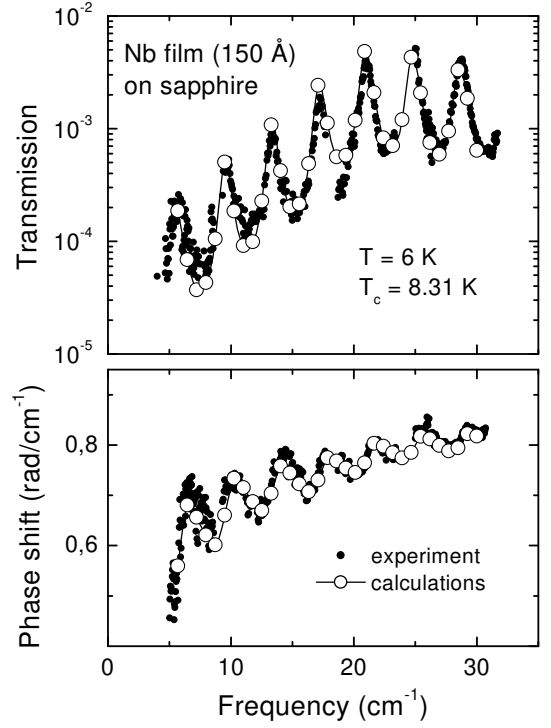 10⁻²
Nb film (150 Å)
on sapphire
10⁻³
Transmission
10⁻⁴
T = 6 K
T_c = 8.31 K
10⁻⁵
0,8
Phase shift (rad/cm⁻¹)
0,6
experiment
calculations
0 10 20 30
Frequency (cm⁻¹)